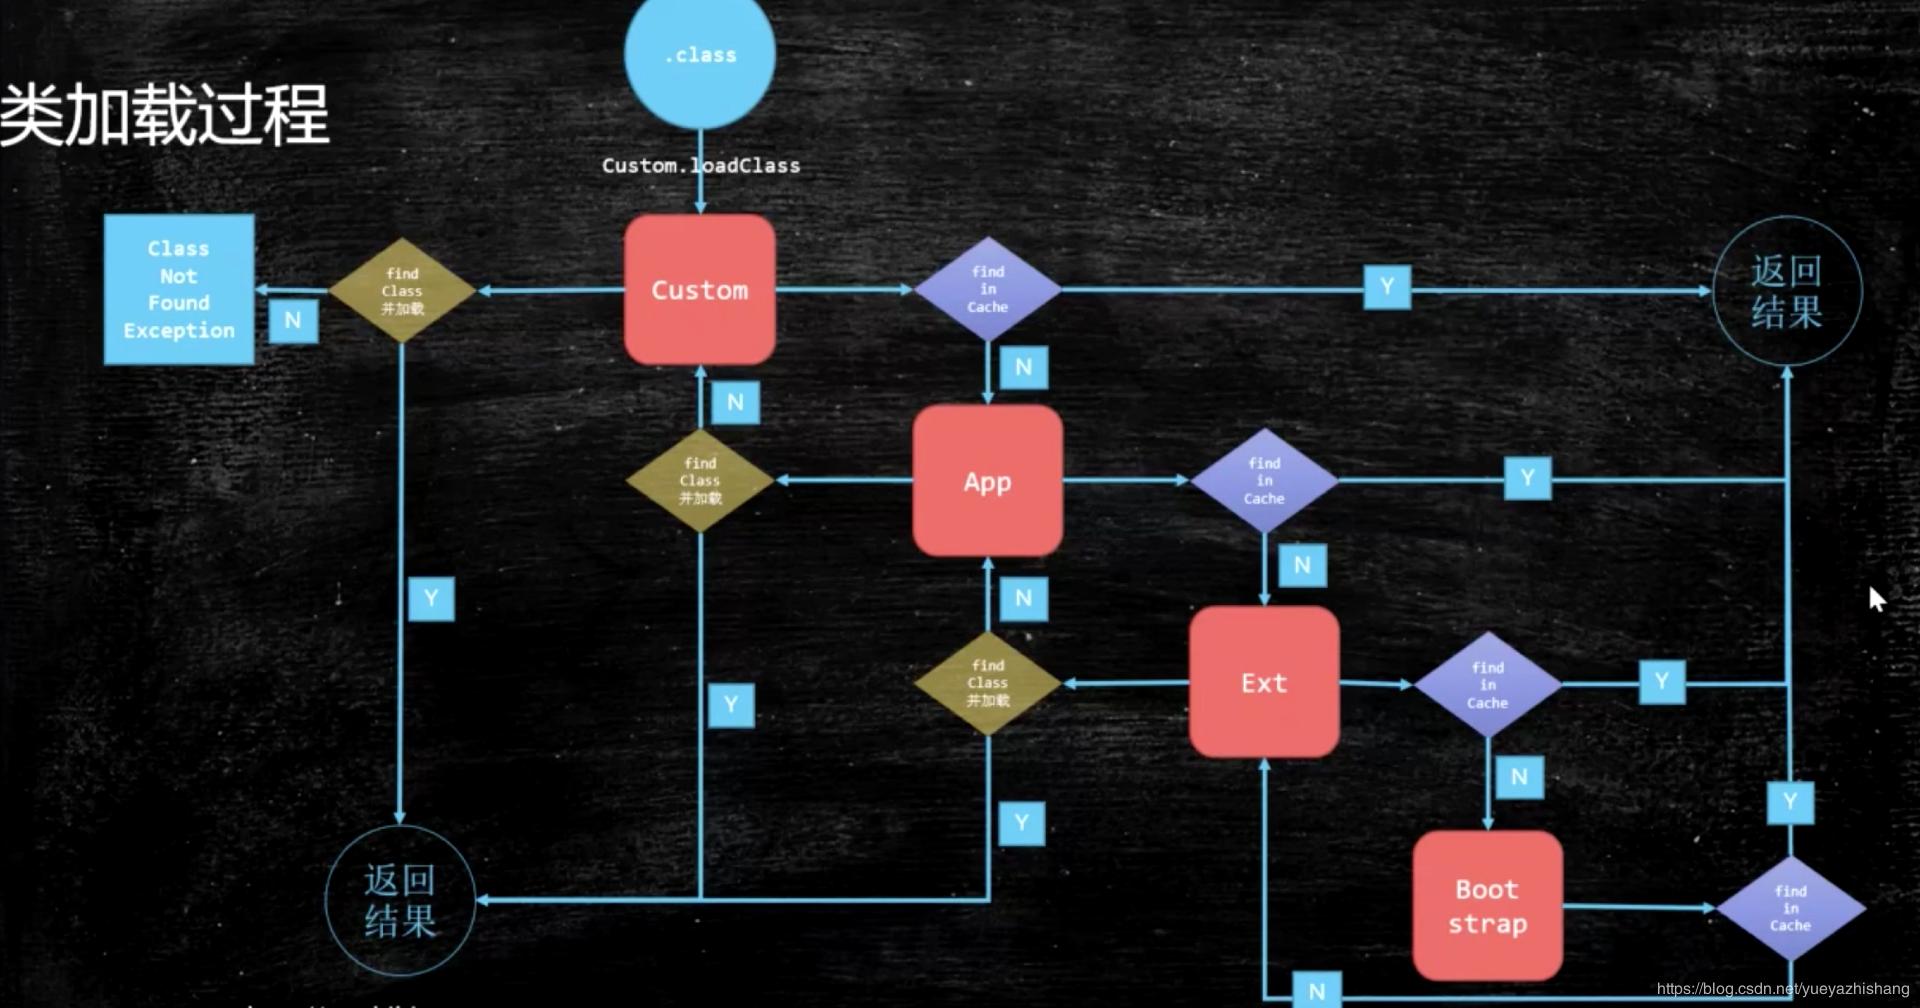 .class
类加载过程
Custom.loadClass
Class
Not
Found
Exception
N
find
Class
并加载
Custom
find
in
Cache
Y
返回
结果
N
N
find
Class
并加载
App
find
in
Cache
Y
Y
N
N
find
Class
并加载
Ext
find
in
Cache
Y
Y
N
Y
Y
返回
结果
Boot
strap
find
in
Cache
N
https://blog.csdn.net/yueyazhishang